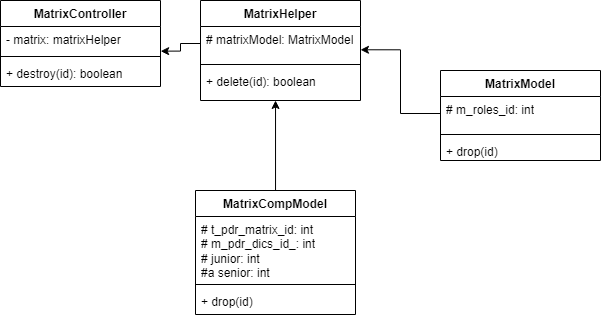 MatrixController
- matrix: matrixHelper
+ destroy(id): boolean
MatrixHelper
# matrixModel: MatrixModel
+ delete(id): boolean
MatrixModel
# m_roles_id: int
+ drop(id)
MatrixCompModel
# t_pdr_matrix_id: int
# m_pdr_dics_id_: int
# junior: int
#a senior: int
+ drop(id)